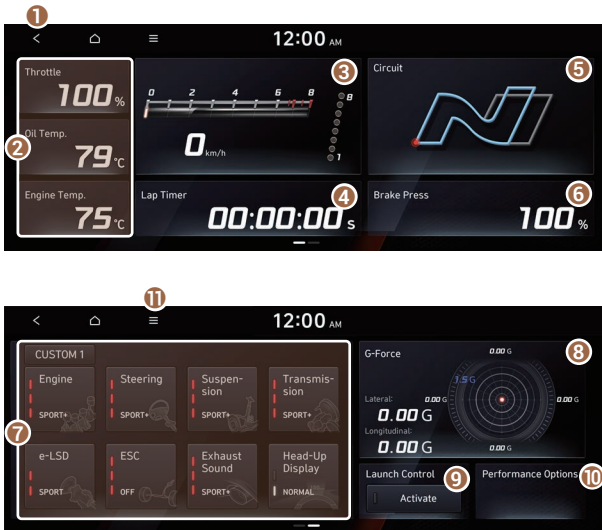 1
12:00 AM
Throttle
100 %
2
Oil Temp.
79 °C
Engine Temp.
75 °C
3
0 2 4 6 8
8
1
0 km/h
4
Lap Timer
00:00:00 s
5
Circuit
6
Brake Press
100 %
11
12:00 AM
7
CUSTOM 1
Engine
SPORT+
Steering
SPORT+
Suspen-
sion
SPORT+
Transmis-
sion
SPORT+
e-LSD
SPORT
ESC
OFF
Exhaust
Sound
SPORT+
Head-Up
Display
NORMAL
8
G-Force
0.00 G
1.5G
Lateral:
0.00 G
0.00 G
0.00 G
Longitudinal:
0.00 G
0.00 G
9
Launch Control
Activate
10
Performance Options